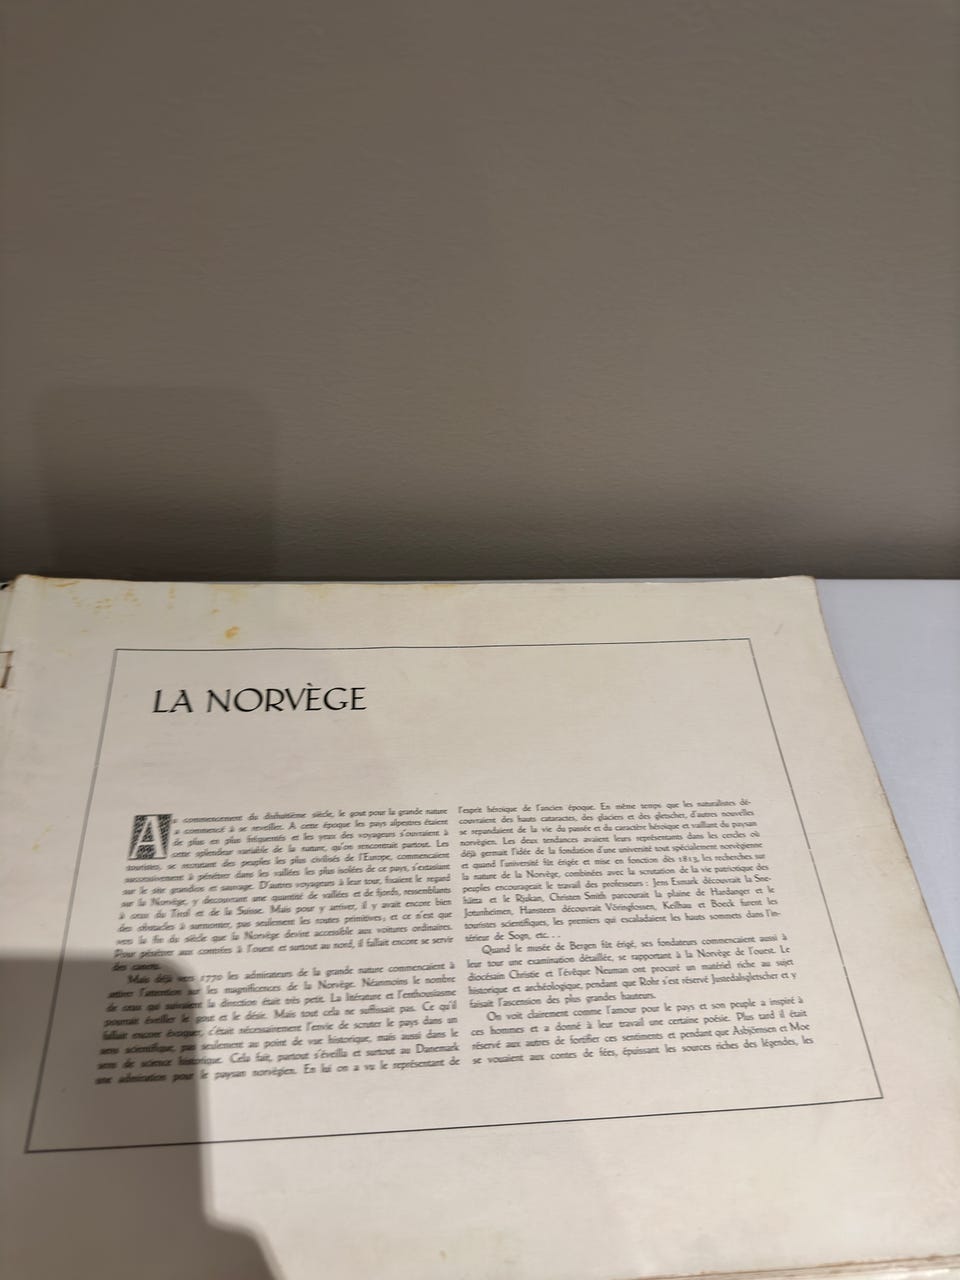 LA NORVÈGE
Au commencement du dixhuitième siècle, le gout pour la grande nature
a commencé à se reveiller. A cette époque les pays alpestres étaient
de plus en plus fréquentés et les yeux des voyageurs s'ouvraient à
cette splendeur variable de la nature, qu'on rencontrait partout. Les
touristes, se recrutant des peuples les plus civilisés de l'Europe, commencaient
successivement à pénétrer dans les vallées les plus isolées de ce pays, s'extasiant
sur le site grandios et sauvage. D'autres voyageurs à leur tour, fixaient le regard
sur la Norvège, y decouvrant une quantité de vallées et de fjords, ressemblants
à ceux du Tirol et de la Suisse. Mais pour y arriver, il y avait encore bien
des obstacles à surmonter, pas seulement les routes primitives; et ce n'est que
vers la fin du siècle que la Norvège devint accessible aux voitures ordinaires.
Pour pénétrer aux contrées à l'ouest et surtout au nord, il fallait encore se servir
des canots.
Mais déjà vers 1770 les admirateurs de la grande nature commencaient à
attirer l'attention sur les magnificences de la Norvège. Néanmoins le nombre
de ceux qui suivaient la direction était très petit. La litérature et l'enthousiasme
pourrait éveiller le gout et le désir. Mais tout cela ne suffisait pas. Ce qu'il
fallait encore évoquer, c'était nécessairement l'envie de scruter le pays dans un
sens scientifique, pas seulement au point de vue historique, mais aussi dans le
sens de science historique. Cela fait, partout s'éveilla et surtout au Danemark
une admiration pour le paysan norvègien. En lui on a vu le représentant de
l'esprit héroique de l'ancien époque. En même temps que les naturalistes dé-
couvraient des hauts cataractes, des glaciers et des gletscher, d'autres nouvelles
se repandaient de la vie du passée et du caractère héroique et vaillant du paysan
norvègien. Les deux tendances avaient leurs représentants dans les cercles où
déjà germait l'idée de la fondation d'une université tout spécialement norvègienne
et quand l'université fût érigée et mise en fonction dès 1813, les recherches sur
la nature de la Norvège, combinées avec la scrutation de la vie patriotique des
peuples encourageait le travail des professeurs: Jens Esmark découvrait la Sne-
hätta et le Rjukan, Christen Smith parcourait la plaine de Hardanger et le
Jotunheimen, Hansteen découvrait Vöringfossen, Keilhau et Boeck furent les
touristes scientifiques, les premiers qui escaladaient les hauts sommets dans l'in-
térieur de Sogn, etc. - -
Quand le musée de Bergen fût érigé, ses fondateurs commencaient aussi à
leur tour une examination détaillée, se rapportant à la Norvège de l'ouest. Le
diocésain Christie et l'évêque Neuman ont procuré un matériel riche au sujet
historique et archéologique, pendant que Rohr s'est réservé Justedalsgletscher et y
faisait l'ascension des plus grandes hauteurs.
On voit clairement comme l'amour pour le pays et son peuple a inspiré à
ces hommes et a donné à leur travail une certaine poésie. Plus tard il était
réservé aux autres de fortifier ces sentiments et pendant que Asbjörnsen et Moe
se vouaient aux contes de fées, épuissant les sources riches des légendes, les